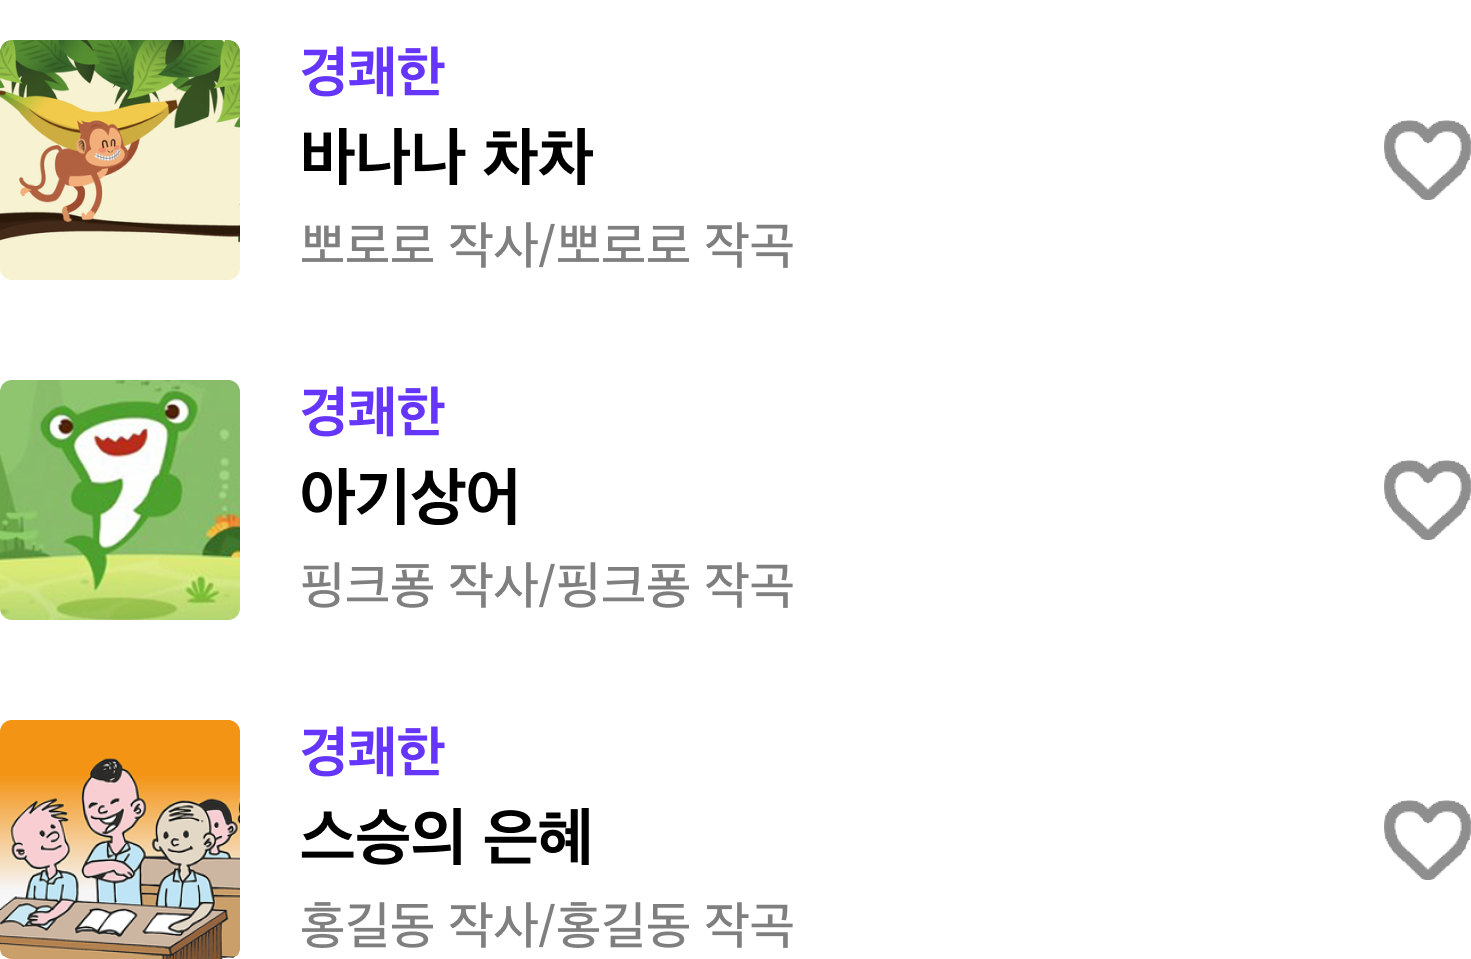 경쾌한
바나나 차차
뽀로로 작사/뽀로로 작곡
경쾌한
아기상어
핑크퐁 작사/핑크퐁 작곡
경쾌한
스승의 은혜
홍길동 작사/홍길동 작곡